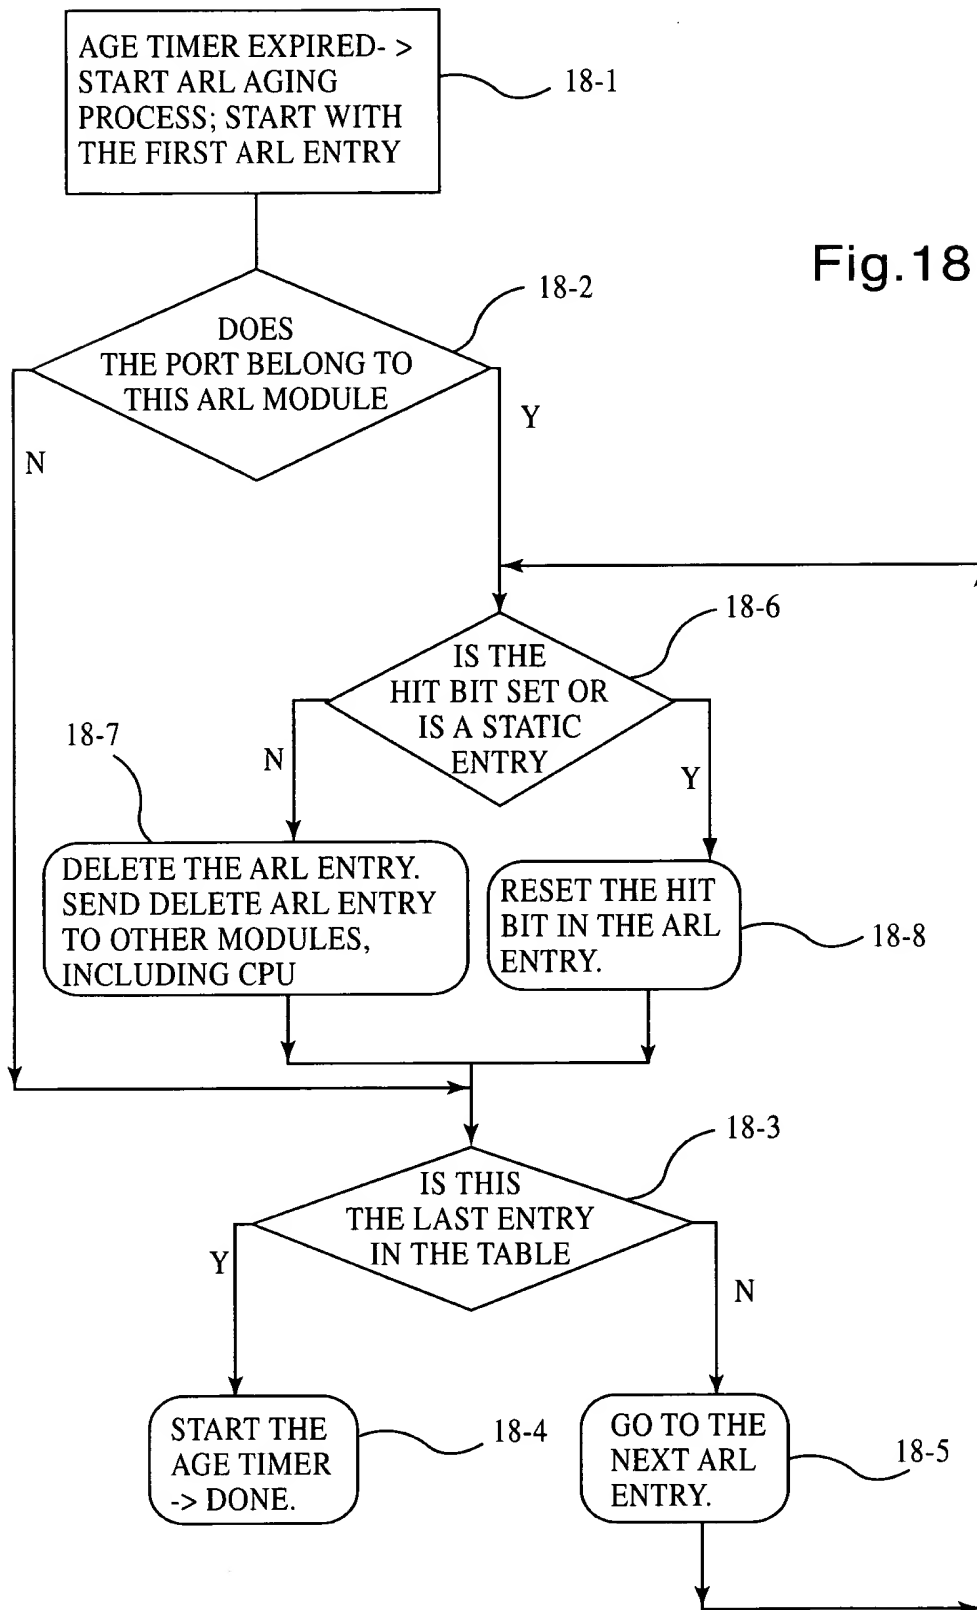 AGE TIMER EXPIRED- >
START ARL AGING
PROCESS; START WITH
THE FIRST ARL ENTRY
18-1
Fig.18
18-2
DOES
THE PORT BELONG TO
THIS ARL MODULE
Y
N
18-6
IS THE
HIT BIT SET OR
IS A STATIC
ENTRY
18-7
N
Y
DELETE THE ARL ENTRY.
SEND DELETE ARL ENTRY
TO OTHER MODULES,
INCLUDING CPU
RESET THE HIT
BIT IN THE ARL
ENTRY.
18-8
18-3
IS THIS
THE LAST ENTRY
IN THE TABLE
Y
N
START THE
AGE TIMER
-> DONE.
18-4
GO TO THE
NEXT ARL
ENTRY.
18-5